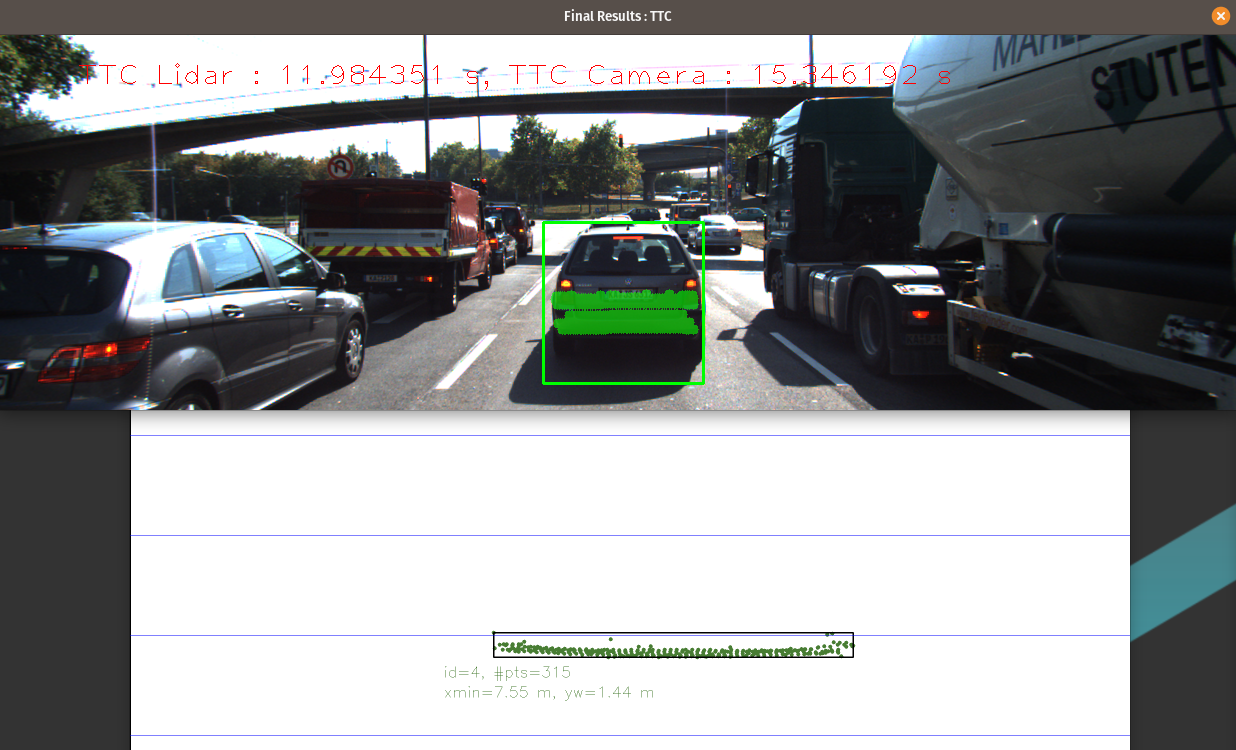 Final Results : TTC
TTC Lidar : 11.984351 s, TTC Camera : 15.346192 s
STUTEN
id=4, #pts=315
xmin=7.55 m, yw=1.44 m